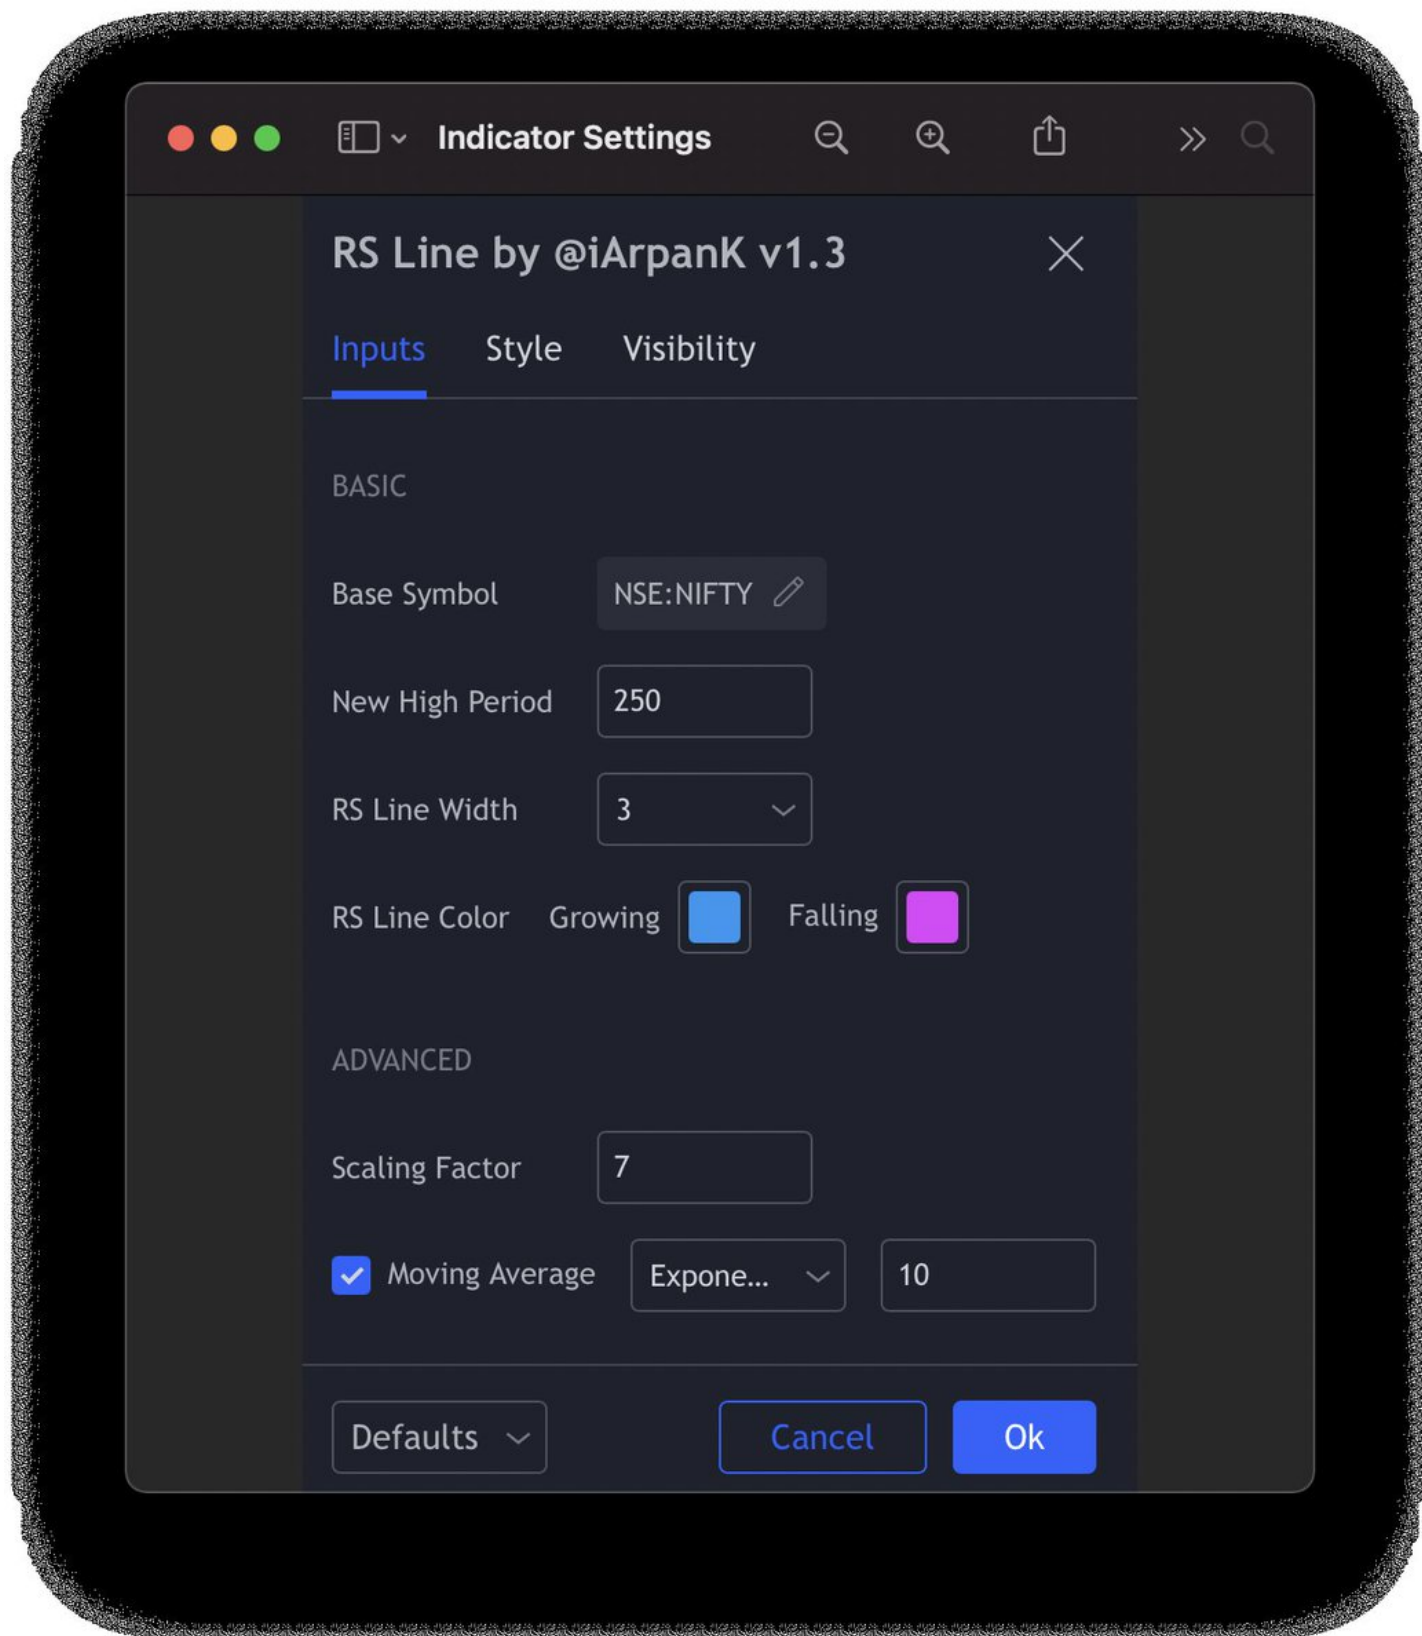 Indicator Settings
RS Line by @iArpanK v1.3
Inputs Style Visibility
BASIC
Base Symbol NSE:NIFTY
New High Period 250
RS Line Width 3
RS Line Color Growing Falling
ADVANCED
Scaling Factor 7
Moving Average Expone... 10
Defaults Cancel Ok